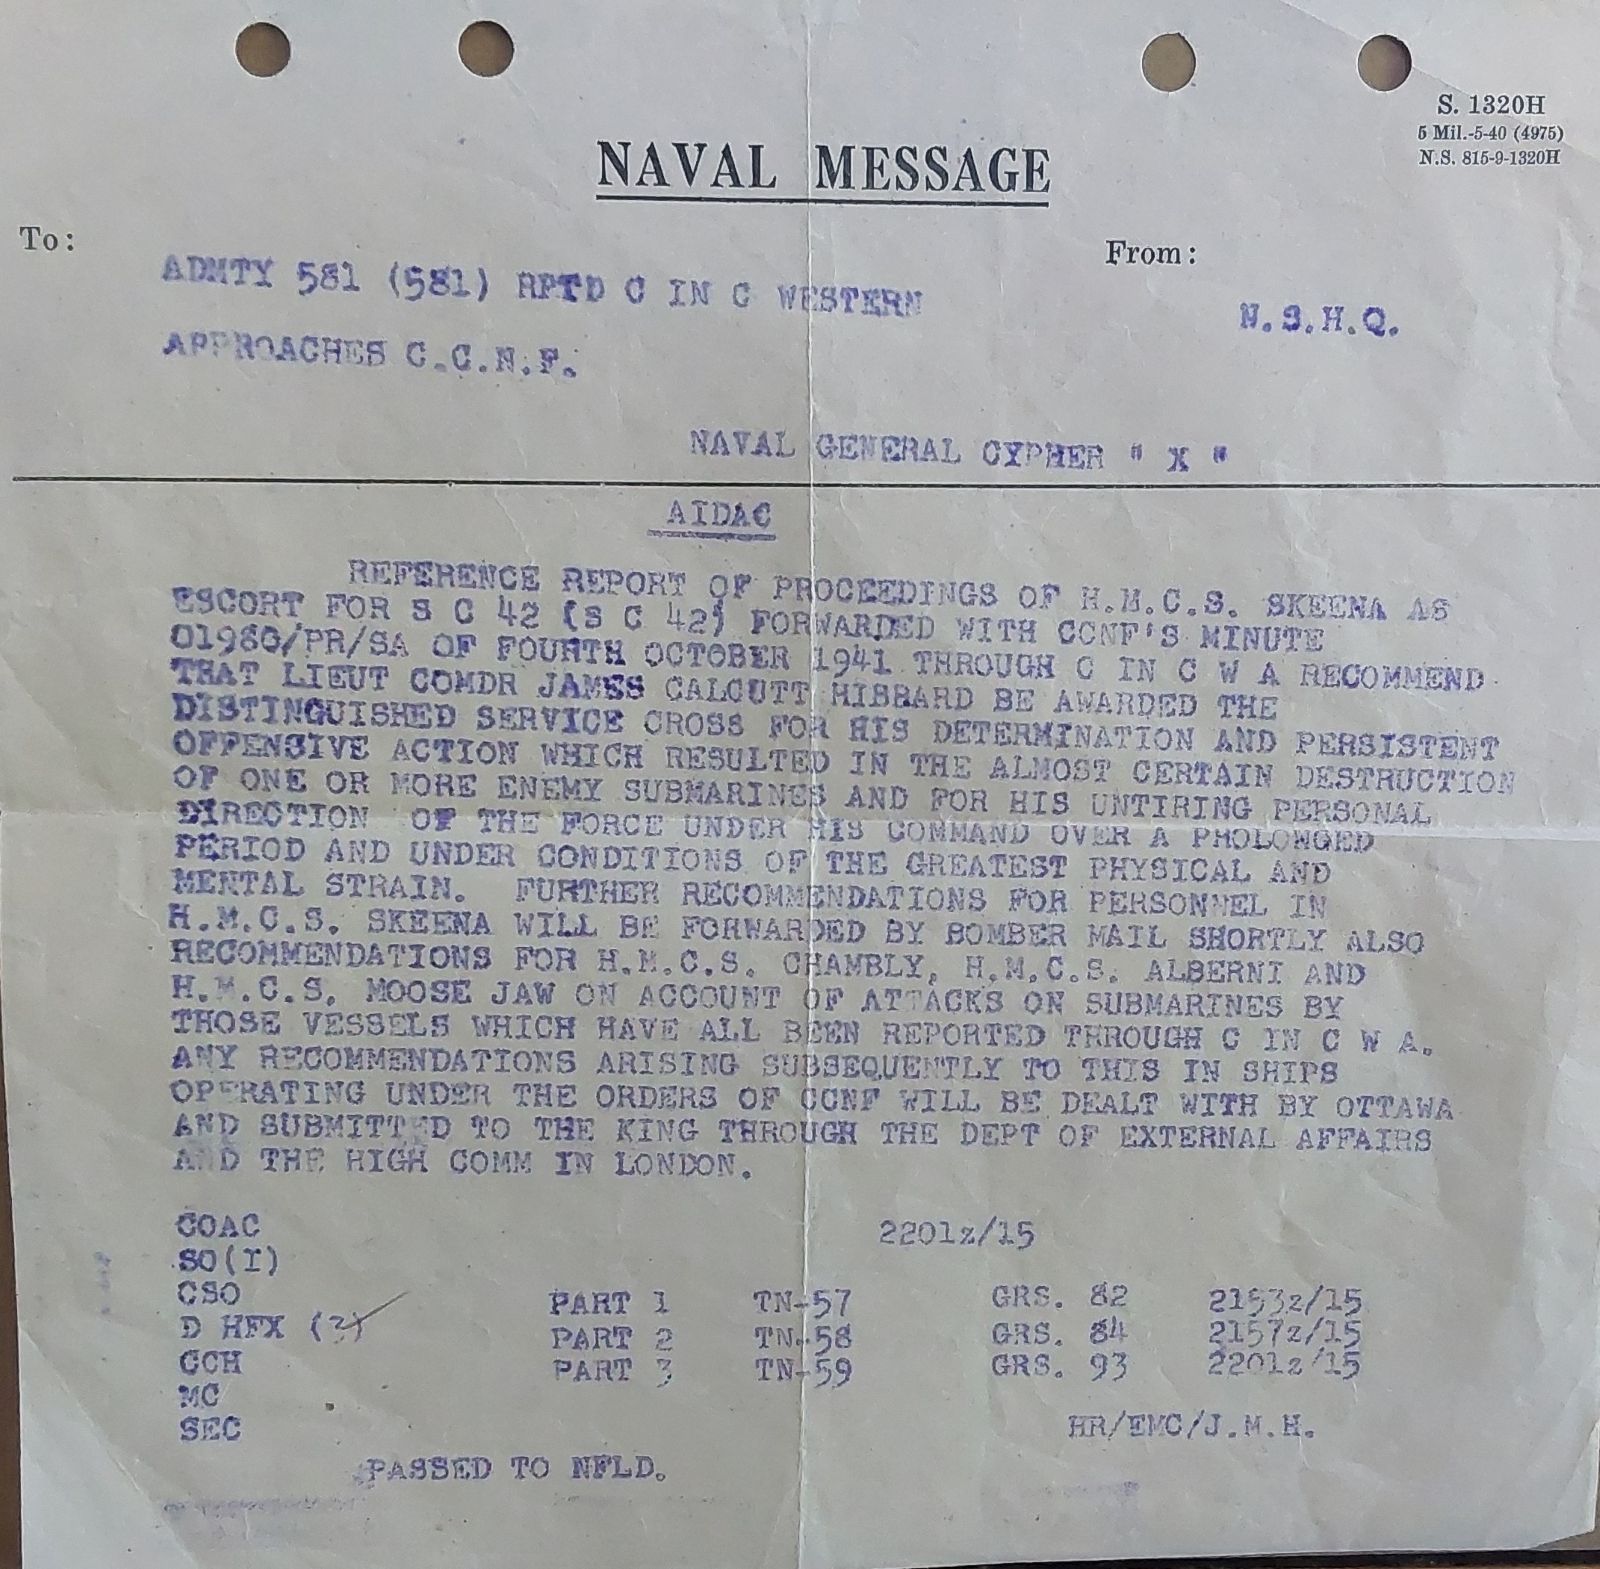 S. 1320H
5 Mil.-5-40 (4975)
N.S. 815-9-1320H
NAVAL MESSAGE
To:
From:
ADMTY 581 (581) RPTD C IN C WESTERN
APPROACHES C.C.N.F.
N.S.H.Q.
NAVAL GENERAL CYPHER " X "
AIDAC
REFERENCE REPORT OF PROCEEDINGS OF H.M.C.S. SKEENA AS
ESCORT FOR S C 42 (S C 42) FORWARDED WITH CCNF'S MINUTE
01980/PR/SA OF FOURTH OCTOBER 1941 THROUGH C IN C W A RECOMMEND
THAT LIEUT COMDR JAMES CALCUTT HIBBARD BE AWARDED THE
DISTINGUISHED SERVICE CROSS FOR HIS DETERMINATION AND PERSISTENT
OFFENSIVE ACTION WHICH RESULTED IN THE ALMOST CERTAIN DESTRUCTION
OF ONE OR MORE ENEMY SUBMARINES AND FOR HIS UNTIRING PERSONAL
DIRECTION OF THE FORCE UNDER HIS COMMAND OVER A PROLONGED
PERIOD AND UNDER CONDITIONS OF THE GREATEST PHYSICAL AND
MENTAL STRAIN. FURTHER RECOMMENDATIONS FOR PERSONNEL IN
H.M.C.S. SKEENA WILL BE FORWARDED BY BOMBER MAIL SHORTLY ALSO
RECOMMENDATIONS FOR H.M.C.S. CHAMBLY, H.M.C.S. ALBERNI AND
H.M.C.S. MOOSE JAW ON ACCOUNT OF ATTACKS ON SUBMARINES BY
THOSE VESSELS WHICH HAVE ALL BEEN REPORTED THROUGH C IN C W A.
ANY RECOMMENDATIONS ARISING SUBSEQUENTLY TO THIS IN SHIPS
OPERATING UNDER THE ORDERS OF CCNF WILL BE DEALT WITH BY OTTAWA
AND SUBMITTED TO THE KING THROUGH THE DEPT OF EXTERNAL AFFAIRS
AND THE HIGH COMM IN LONDON.
COAC 2201z/15
SO(I)
CSO PART 1 TN-57 GRS. 82 2153z/15
D HFX (3) PART 2 TN-58 GRS. 84 2157z/15
CCH PART 3 TN-59 GRS. 93 2201z/15
MC
SEC HR/EMC/J.M.H.
PASSED TO NFLD.